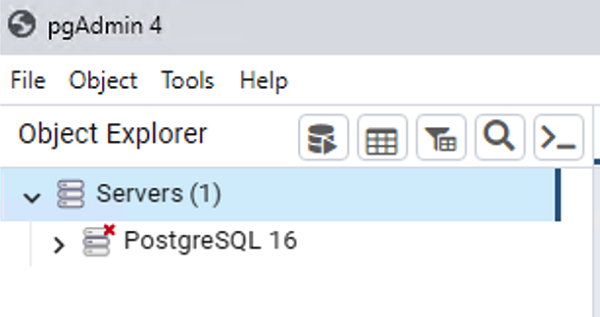 pgAdmin 4
File Object Tools Help
Object Explorer
Servers (1)
PostgreSQL 16